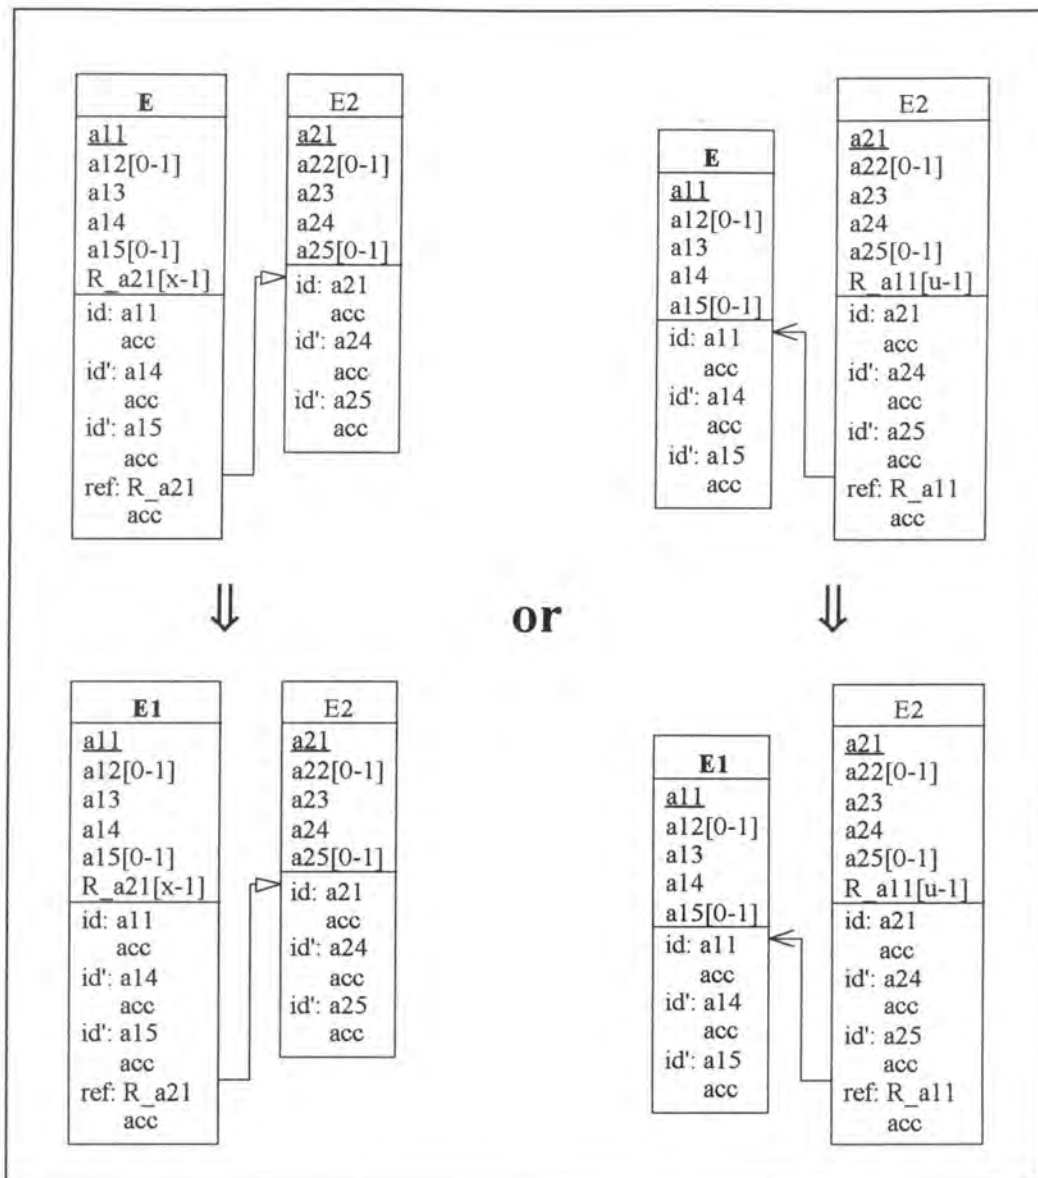 E
a11
a12[0-1]
a13
a14
a15[0-1]
R_a21[x-1]
id: a11
acc
id': a14
acc
id': a15
acc
ref: R_a21
acc
E2
a21
a22[0-1]
a23
a24
a25[0-1]
id: a21
acc
id': a24
acc
id': a25
acc
E
a11
a12[0-1]
a13
a14
a15[0-1]
id: a11
acc
id': a14
acc
id': a15
acc
E2
a21
a22[0-1]
a23
a24
a25[0-1]
R_a11[u-1]
id: a21
acc
id': a24
acc
id': a25
acc
ref: R_a11
acc
⇓
or
⇓
E1
a11
a12[0-1]
a13
a14
a15[0-1]
R_a21[x-1]
id: a11
acc
id': a14
acc
id': a15
acc
ref: R_a21
acc
E2
a21
a22[0-1]
a23
a24
a25[0-1]
id: a21
acc
id': a24
acc
id': a25
acc
E1
a11
a12[0-1]
a13
a14
a15[0-1]
id: a11
acc
id': a14
acc
id': a15
acc
E2
a21
a22[0-1]
a23
a24
a25[0-1]
R_a11[u-1]
id: a21
acc
id': a24
acc
id': a25
acc
ref: R_a11
acc